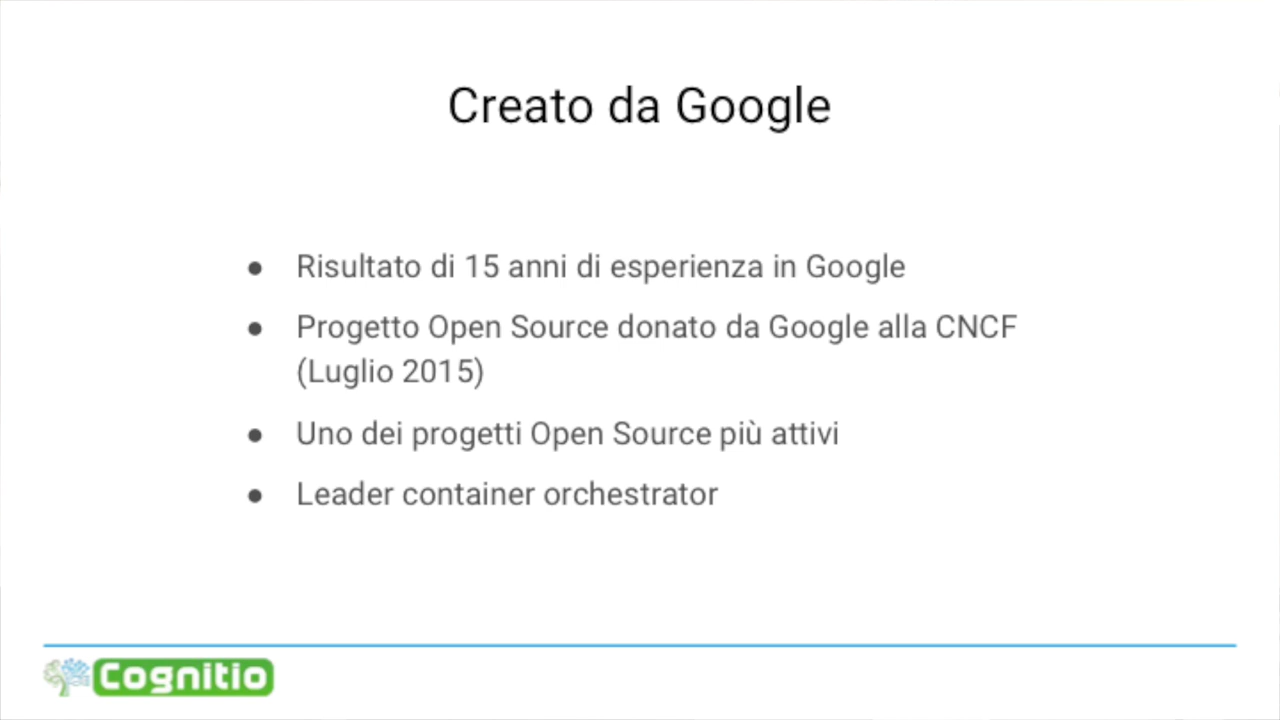 Creato da Google
● Risultato di 15 anni di esperienza in Google
● Progetto Open Source donato da Google alla CNCF
(Luglio 2015)
● Uno dei progetti Open Source più attivi
● Leader container orchestrator
Cognitio